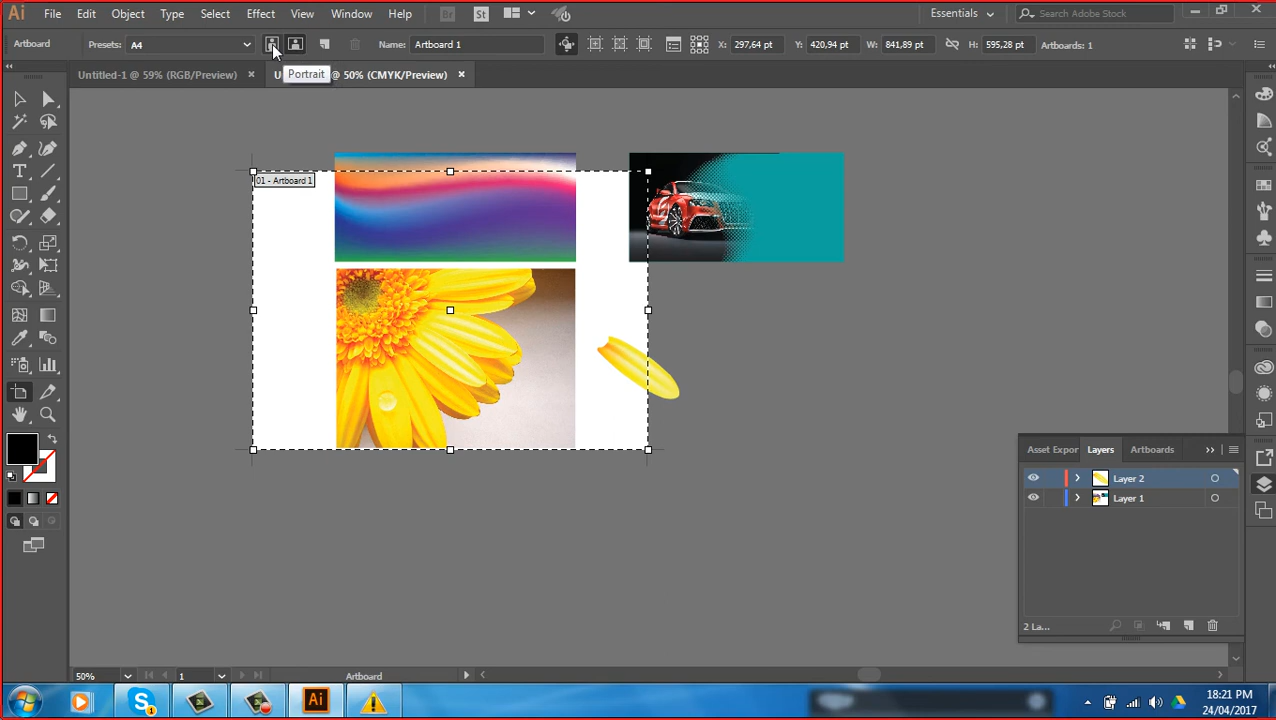 Ai File Edit Object Type Select Effect View Window Help Br St Essentials Search Adobe Stock
Artboard Presets: A4 Name: Artboard 1 X: 297,64 pt Y: 420,94 pt W: 841,89 pt H: 595,28 pt Artboards: 1
Untitled-1 @ 59% (RGB/Preview) × U @ 50% (CMYK/Preview) ×
Portrait
01 - Artboard 1
Asset Expor Layers Artboards
Layer 2
Layer 1
2 La...
50% 1 Artboard
S 1 Ai
18:21 PM
24/04/2017